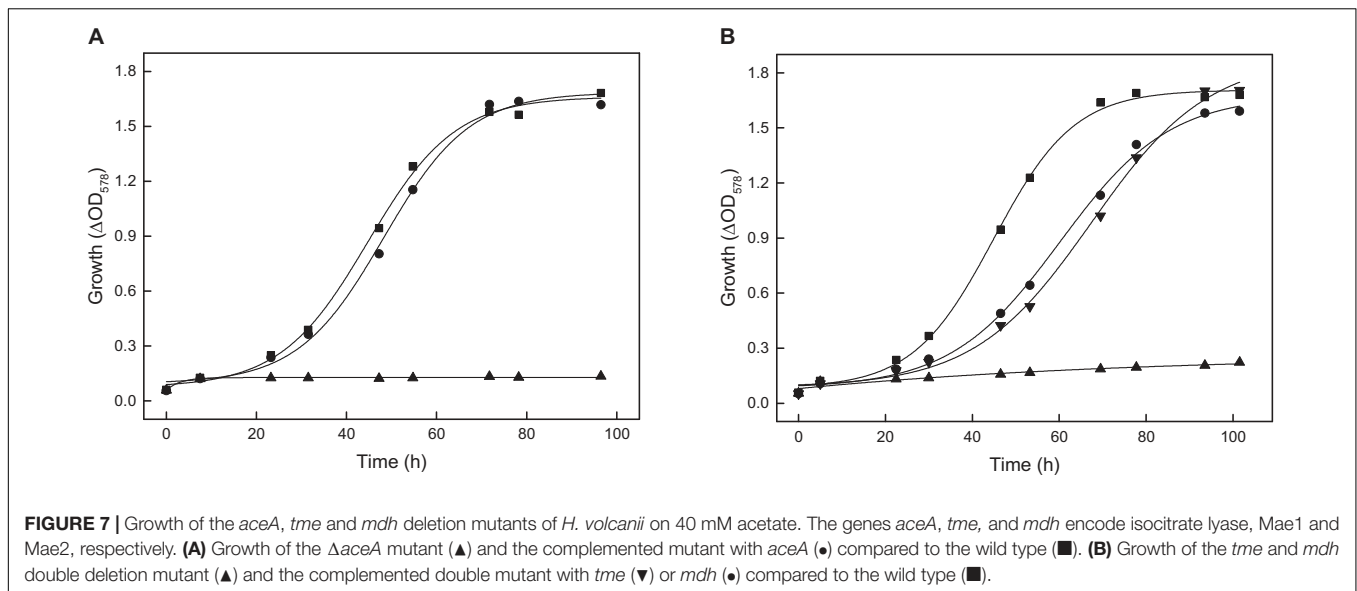 A
B
1.8
1.5
1.2
0.9
0.6
0.3
0.0
Growth (ΔOD578)
0 20 40 60 80 100
Time (h)
1.8
1.5
1.2
0.9
0.6
0.3
0.0
Growth (ΔOD578)
0 20 40 60 80 100
Time (h)
FIGURE 7 | Growth of the aceA, tme and mdh deletion mutants of H. volcanii on 40 mM acetate. The genes aceA, tme, and mdh encode isocitrate lyase, Mae1 and
Mae2, respectively. (A) Growth of the ΔaceA mutant (▲) and the complemented mutant with aceA (●) compared to the wild type (■). (B) Growth of the tme and mdh
double deletion mutant (▲) and the complemented double mutant with tme (▼) or mdh (●) compared to the wild type (■).